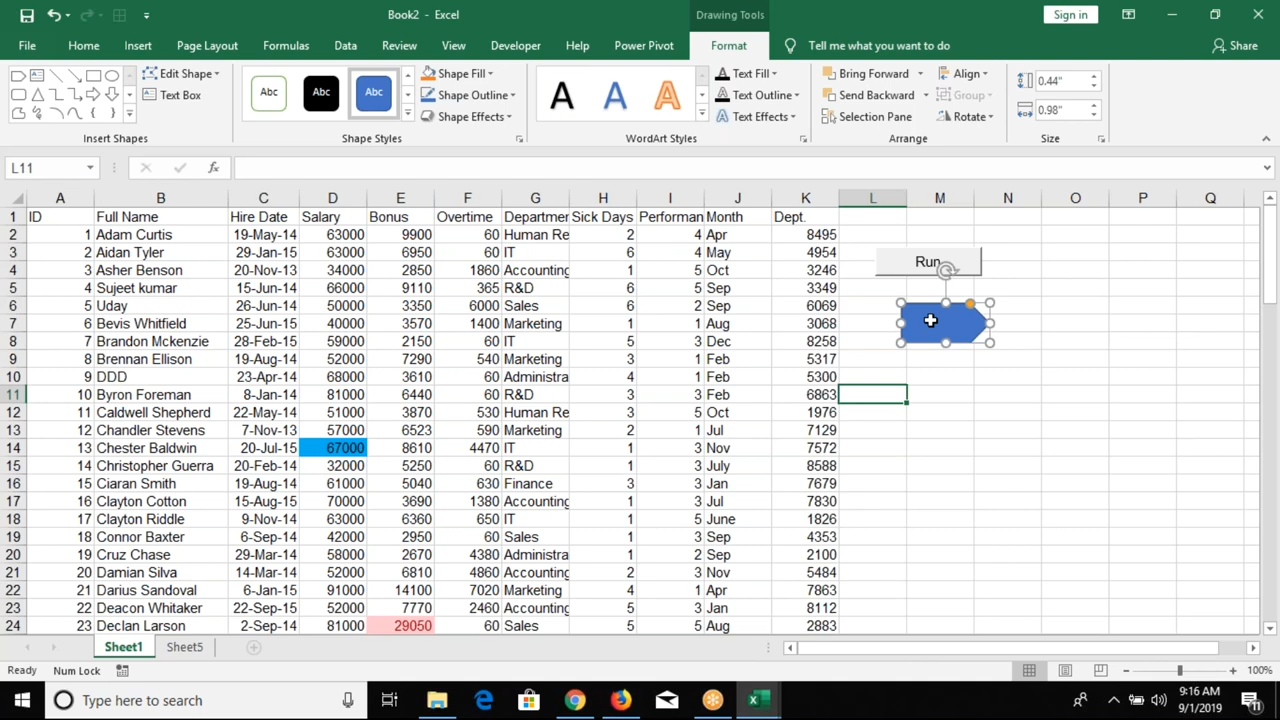 Book2 - Excel
Drawing Tools
Sign in
File Home Insert Page Layout Formulas Data Review View Developer Help Power Pivot Format Tell me what you want to do Share
Edit Shape
Text Box
Insert Shapes
Abc Abc Abc
Shape Fill
Shape Outline
Shape Effects
Shape Styles
A A A
Text Fill
Text Outline
Text Effects
WordArt Styles
Bring Forward
Send Backward
Selection Pane
Align
Group
Rotate
Arrange
0.44"
0.98"
Size
L11
fx
A B C D E F G H I J K L M N O P Q
1 ID Full Name Hire Date Salary Bonus Overtime Departmen Sick Days Performan Month Dept.
2 1 Adam Curtis 19-May-14 63000 9900 60 Human Re 2 4 Apr 8495
3 2 Aidan Tyler 29-Jan-15 63000 6950 60 IT 6 4 May 4954
4 3 Asher Benson 20-Nov-13 34000 2850 1860 Accounting 1 5 Oct 3246
5 4 Sujeet kumar 15-Jun-14 66000 9110 365 R&D 6 5 Sep 3349
6 5 Uday 26-Jun-14 50000 3350 6000 Sales 6 2 Sep 6069
7 6 Bevis Whitfield 25-Jun-15 40000 3570 1400 Marketing 1 1 Aug 3068
8 7 Brandon Mckenzie 28-Feb-15 59000 2150 60 IT 5 3 Dec 8258
9 8 Brennan Ellison 19-Aug-14 52000 7290 540 Marketing 3 1 Feb 5317
10 9 DDD 23-Apr-14 68000 3610 60 Administra 4 1 Feb 5300
11 10 Byron Foreman 8-Jan-14 81000 6440 60 R&D 3 3 Feb 6863
12 11 Caldwell Shepherd 22-May-14 51000 3870 530 Human Re 3 5 Oct 1976
13 12 Chandler Stevens 7-Nov-13 57000 6523 590 Marketing 2 1 Jul 7129
14 13 Chester Baldwin 20-Jul-15 67000 8610 4470 IT 1 3 Nov 7572
15 14 Christopher Guerra 20-Feb-14 32000 5250 60 R&D 1 3 July 8588
16 15 Ciaran Smith 19-Aug-14 61000 5040 630 Finance 3 3 Jan 7679
17 16 Clayton Cotton 15-Aug-15 70000 3690 1380 Accounting 1 3 Jul 7830
18 17 Clayton Riddle 9-Nov-14 63000 6360 650 IT 1 5 June 1826
19 18 Connor Baxter 6-Sep-14 42000 2950 60 Sales 1 3 Sep 4353
20 19 Cruz Chase 29-Mar-14 58000 2670 4380 Administra 1 2 Sep 2100
21 20 Damian Silva 14-Mar-14 52000 6810 4860 Accounting 2 3 Nov 5484
22 21 Darius Sandoval 6-Jan-15 91000 14100 7020 Marketing 4 1 Apr 7863
23 22 Deacon Whitaker 22-Sep-15 52000 7770 2460 Accounting 5 3 Jan 8112
24 23 Declan Larson 2-Sep-14 81000 29050 60 Sales 5 5 Aug 2883
Run
Sheet1 Sheet5
Ready Num Lock 100%
Type here to search
9:16 AM
9/1/2019
11